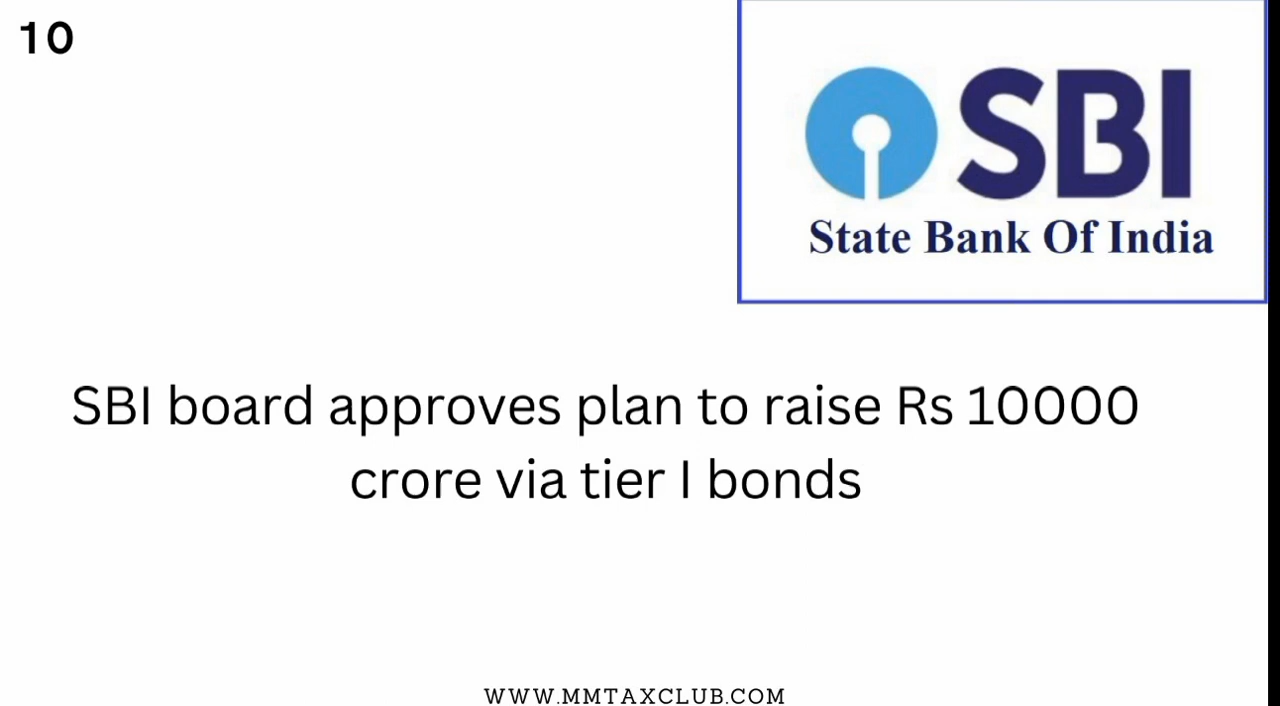 10
SBI
State Bank Of India
SBI board approves plan to raise Rs 10000
crore via tier I bonds
WWW.MMTAXCLUB.COM